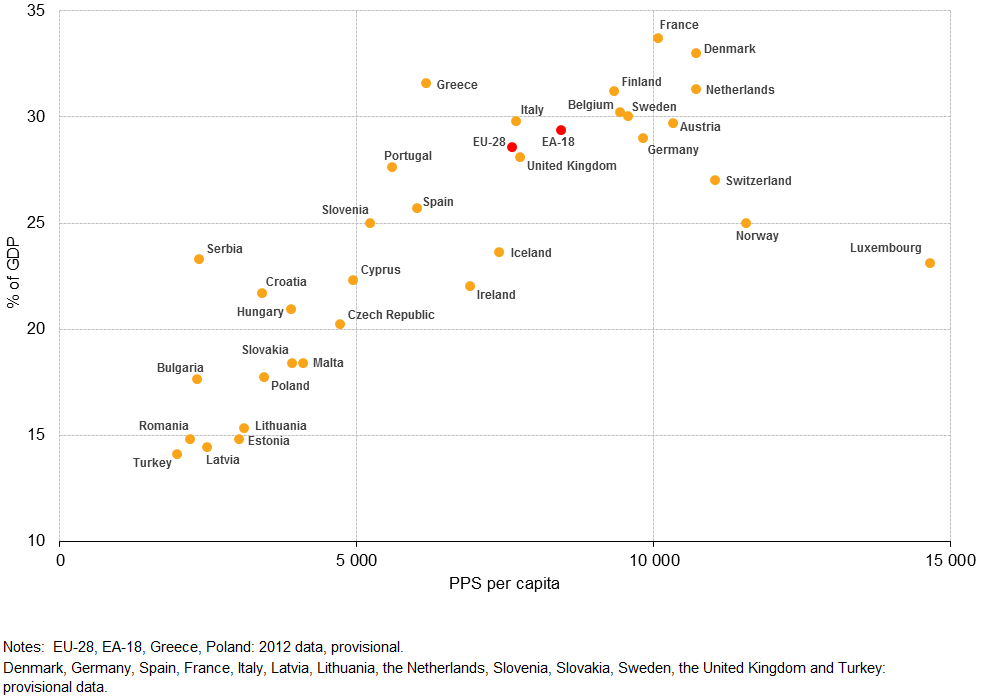 35
France
Denmark
Greece
Finland
Netherlands
Belgium
Sweden
Italy
30
Austria
EU-28
EA-18
Germany
Portugal
United Kingdom
Switzerland
Spain
Slovenia
25
Norway
Serbia
Iceland
Luxembourg
% of GDP
Cyprus
Croatia
Ireland
Hungary
Czech Republic
20
Slovakia
Malta
Bulgaria
Poland
Romania
Lithuania
15
Estonia
Turkey
Latvia
10
0
5 000
10 000
15 000
PPS per capita
Notes: EU-28, EA-18, Greece, Poland: 2012 data, provisional.
Denmark, Germany, Spain, France, Italy, Latvia, Lithuania, the Netherlands, Slovenia, Slovakia, Sweden, the United Kingdom and Turkey:
provisional data.